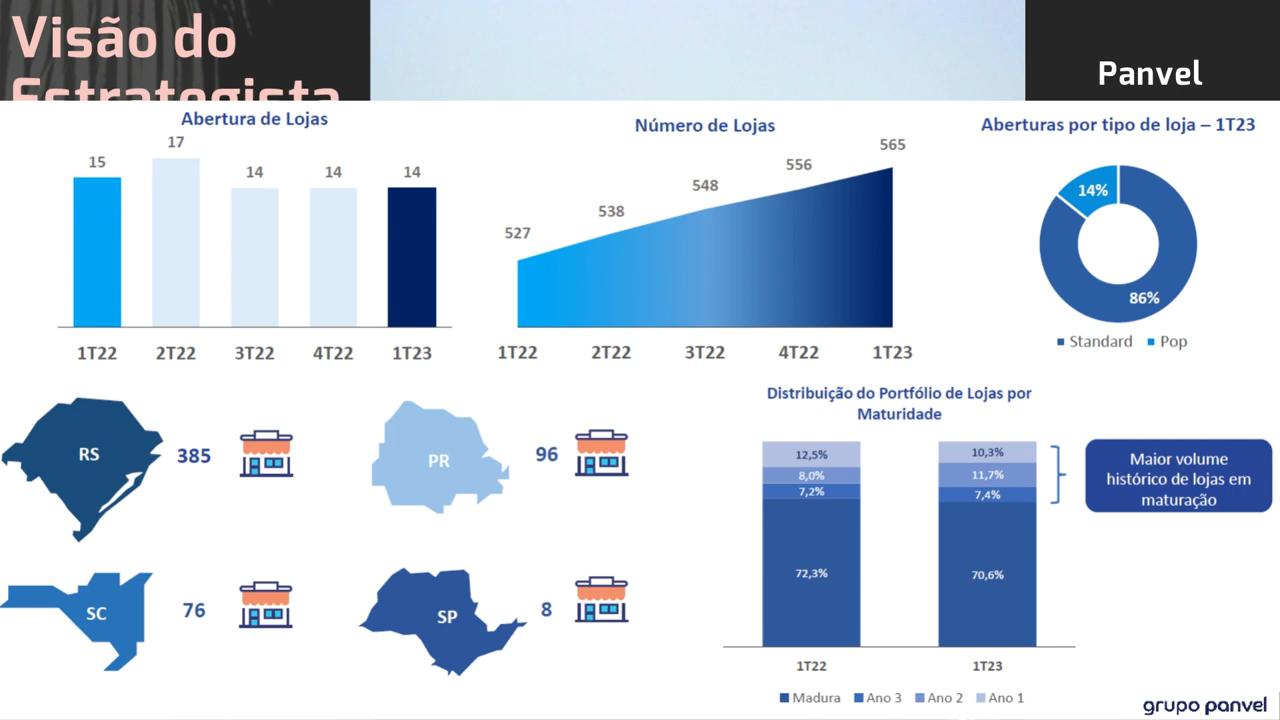 Visão do
Estrategista
Panvel
Abertura de Lojas
15
17
14
14
14
1T22
2T22
3T22
4T22
1T23
Número de Lojas
527
538
548
556
565
1T22
2T22
3T22
4T22
1T23
Aberturas por tipo de loja – 1T23
14%
86%
Standard
Pop
RS
385
PR
96
SC
76
SP
8
Distribuição do Portfólio de Lojas por
Maturidade
12,5%
8,0%
7,2%
72,3%
10,3%
11,7%
7,4%
70,6%
1T22
1T23
Madura
Ano 3
Ano 2
Ano 1
Maior volume
histórico de lojas em
maturação
grupo panvel